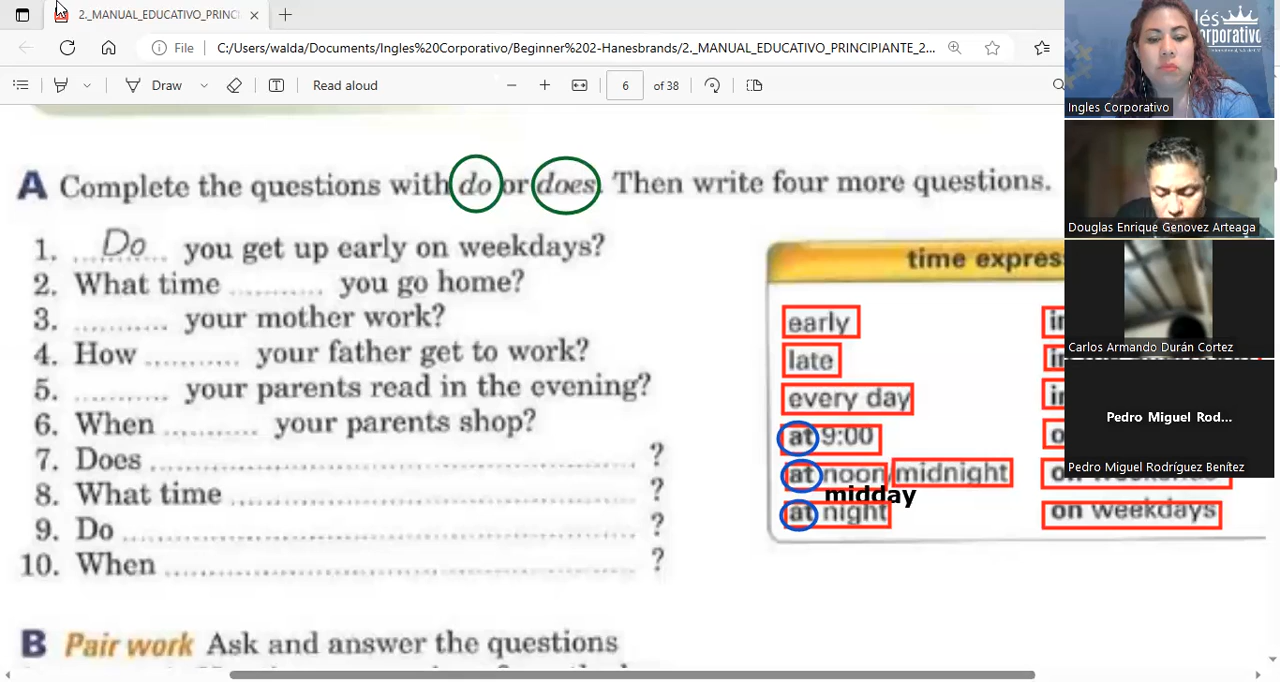 2._MANUAL_EDUCATIVO_PRINCI
File
C:/Users/walda/Documents/Ingles%20Corporativo/Beginner%202-Hanesbrands/2._MANUAL_EDUCATIVO_PRINCIPIANTE_2...
Draw
Read aloud
6
of 38
A Complete the questions with do or does. Then write four more questions.
1. Do you get up early on weekdays?
2. What time .......... you go home?
3. .......... your mother work?
4. How .......... your father get to work?
5. .......... your parents read in the evening?
6. When .......... your parents shop?
7. Does ..........?
8. What time ..........?
9. Do ..........?
10. When ..........?
B Pair work Ask and answer the questions
time expres
early
late
every day
at 9:00
at noon/midnight
midday
at night
in
in
in
on weekdays
Ingles Corporativo
Douglas Enrique Genovez Arteaga
Carlos Armando Durán Cortez
Pedro Miguel Rod...
Pedro Miguel Rodríguez Benítez